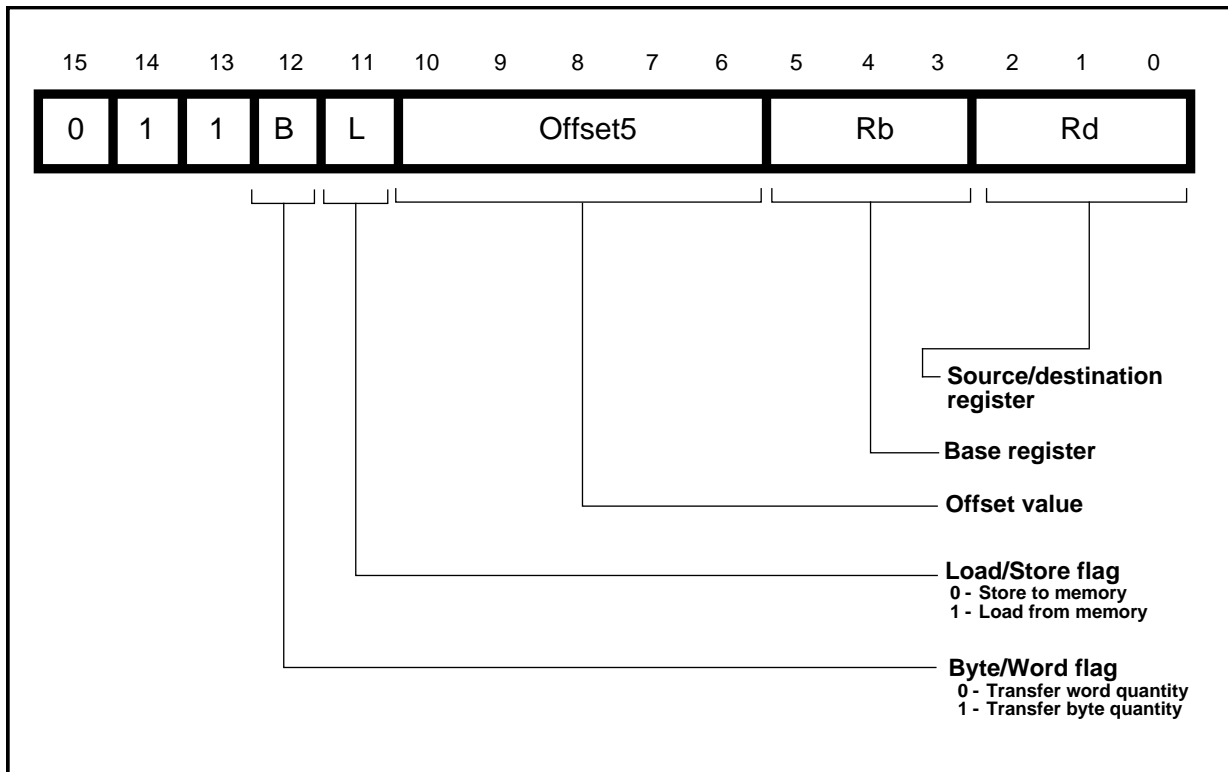 15 14 13 12 11 10 9 8 7 6 5 4 3 2 1 0
0 1 1 B L Offset5 Rb Rd
Source/destination
register
Base register
Offset value
Load/Store flag
0 - Store to memory
1 - Load from memory
Byte/Word flag
0 - Transfer word quantity
1 - Transfer byte quantity